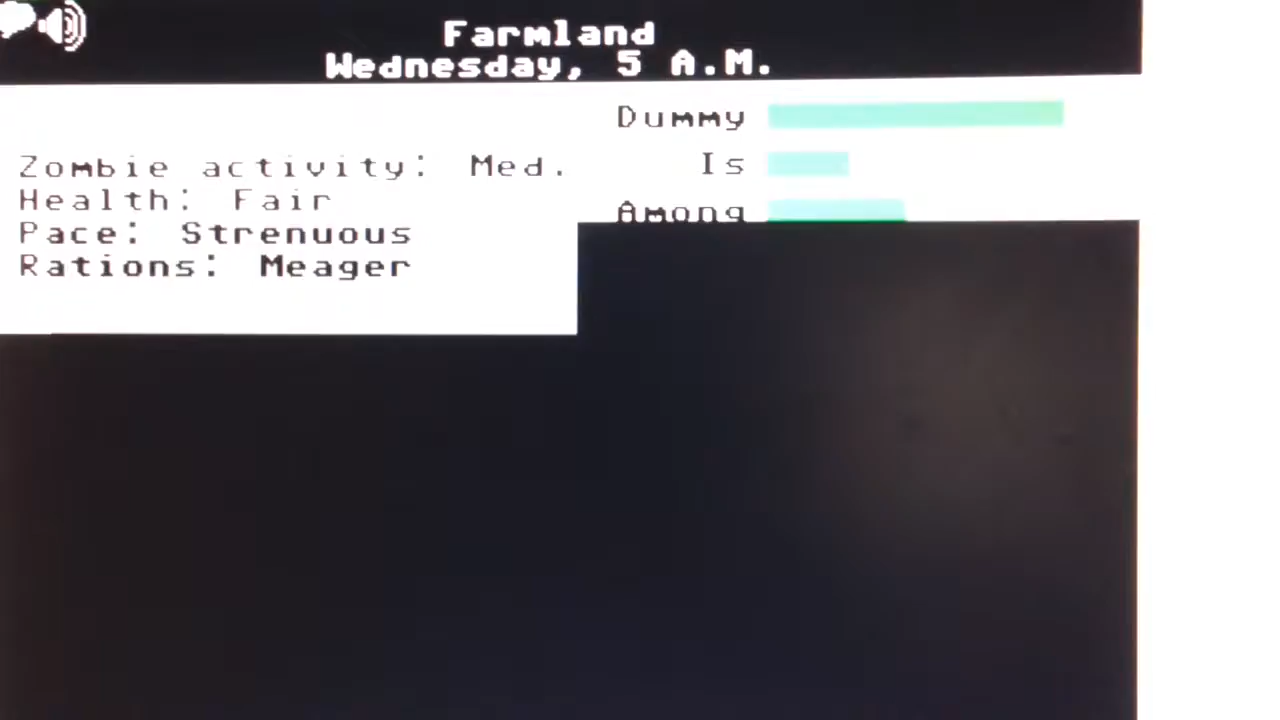 Farmland
Wednesday, 5 A.M.
Dummy
Is
Among
Zombie activity: Med.
Health: Fair
Pace: Strenuous
Rations: Meager